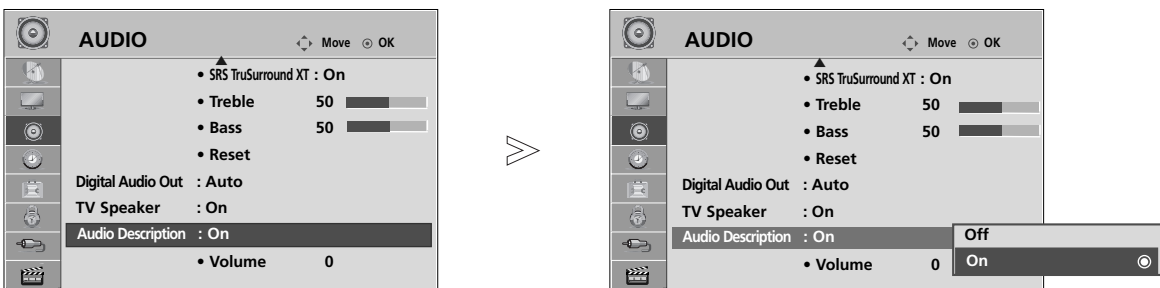 AUDIO
Move OK
• SRS TruSurround XT : On
• Treble 50
• Bass 50
• Reset
Digital Audio Out : Auto
TV Speaker : On
Audio Description : On
• Volume 0
AUDIO
Move OK
• SRS TruSurround XT : On
• Treble 50
• Bass 50
• Reset
Digital Audio Out : Auto
TV Speaker : On
Audio Description : On
• Volume 0
Off
On